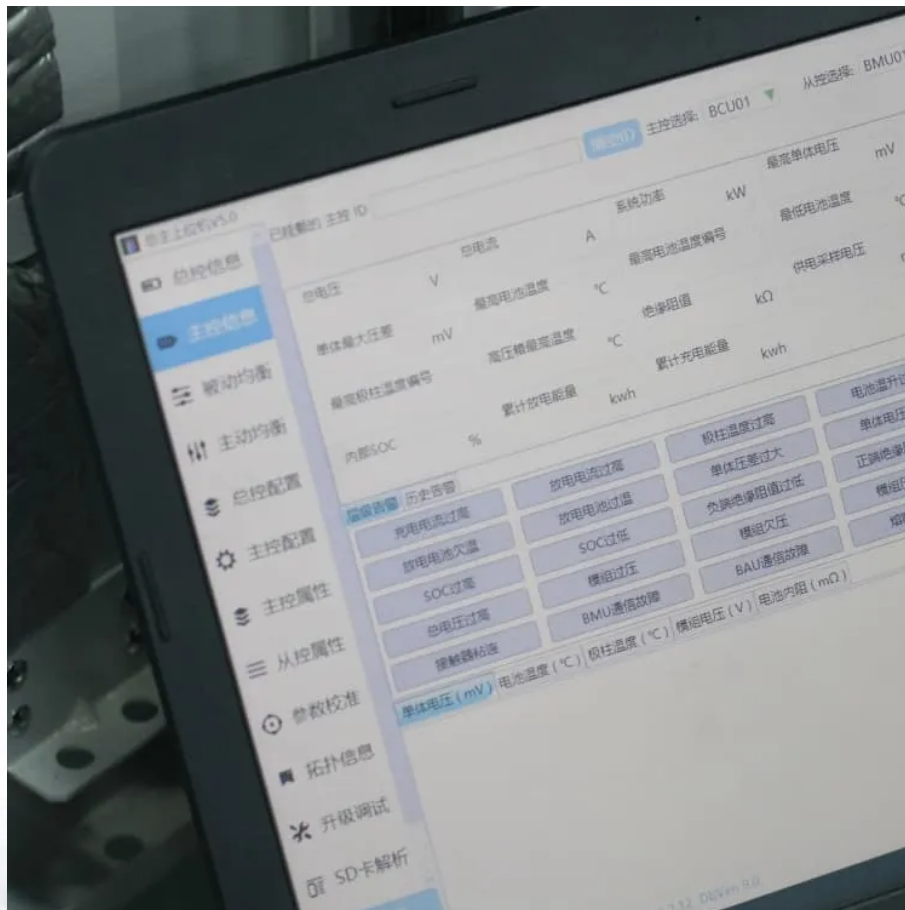 上位机V5.0
已挂载的 主控 ID
主控选择: BCU01
从控选择: BMU01
总控信息
主控信息
被动均衡
主动均衡
总控配置
主控配置
主控属性
从控属性
参数校准
拓扑信息
升级调试
SD卡解析
总电压 V 总电流 A 系统功率 kW 最高单体电压 mV
单体最大压差 mV 最高电池温度 ℃ 最高电池温度编号 最低电池温度 ℃
最高极柱温度编号 高压箱最高温度 ℃ 绝缘阻值 kΩ 供电采样电压
内部SOC % 累计放电能量 kwh 累计充电能量 kwh
层级告警 历史告警
充电电流过高 放电电流过高 极柱温度过高 电池温升过
放电电池欠温 放电电池过温 单体压差过大 单体电压
SOC过高 SOC过低 负端绝缘阻值过低 正端绝缘
总电压过高 模组过压 模组欠压 模组
接触器粘连 BMU通信故障 BAU通信故障
单体电压 ( mV ) 电池温度 ( ℃ ) 极柱温度 ( ℃ ) 模组电压 ( V ) 电池内阻 ( mΩ )